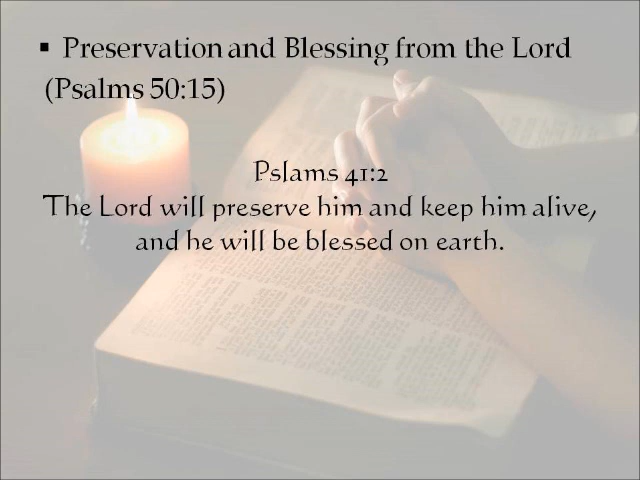 ▪ Preservation and Blessing from the Lord
(Psalms 50:15)
Pslams 41:2
The Lord will preserve him and keep him alive,
and he will be blessed on earth.